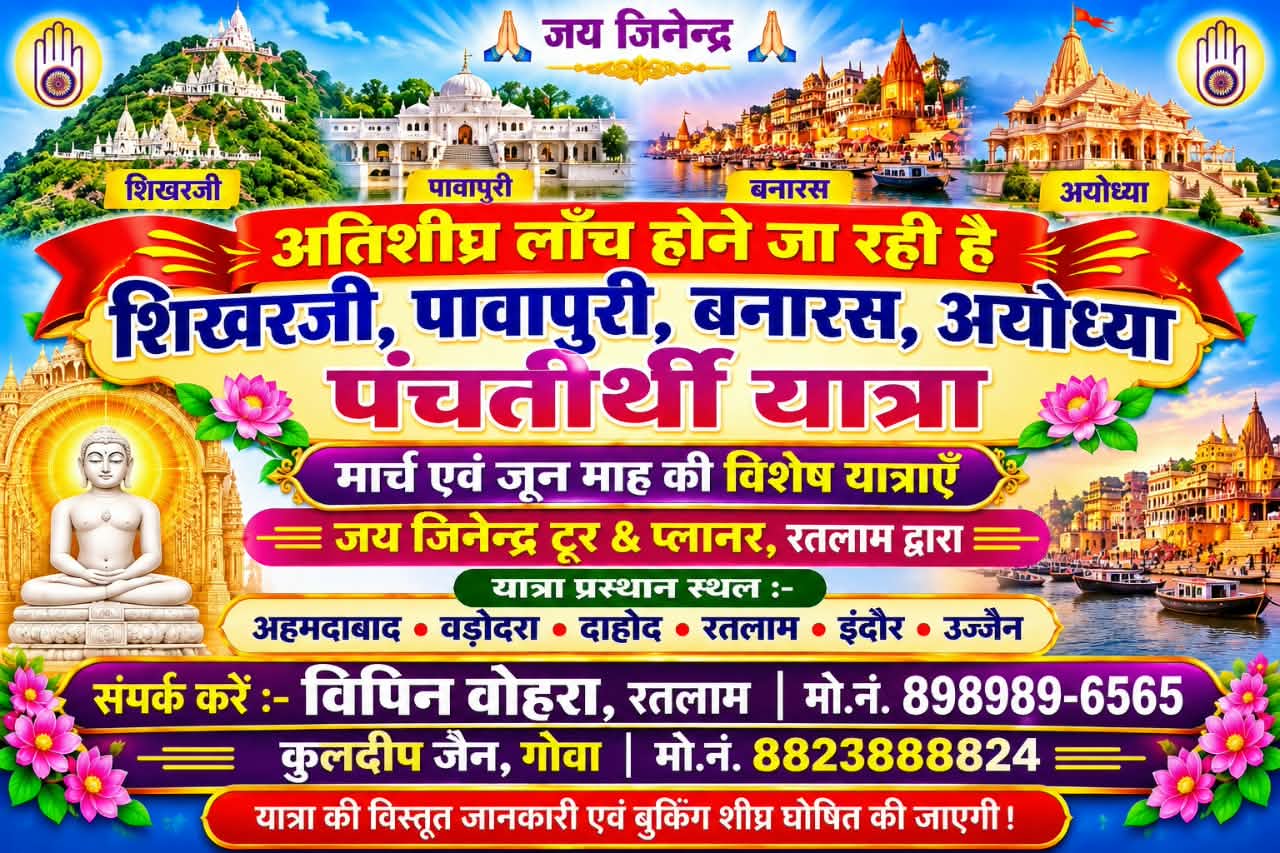 जय जिनेन्द्र
शिखरजी
पावापुरी
बनारस
अयोध्या
अतिशीघ्र लाँच होने जा रही है
शिखरजी, पावापुरी, बनारस, अयोध्या
पंचतीर्थी यात्रा
मार्च एवं जून माह की विशेष यात्राएँ
जय जिनेन्द्र टूर & प्लानर, रतलाम द्वारा
यात्रा प्रस्थान स्थल :-
अहमदाबाद • वड़ोदरा • दाहोद • रतलाम • इंदौर • उज्जैन
संपर्क करें :- विपिन वोहरा, रतलाम | मो.नं. 898989-6565
कुलदीप जैन, गोवा | मो.नं. 8823888824
यात्रा की विस्तृत जानकारी एवं बुकिंग शीघ्र घोषित की जाएगी !